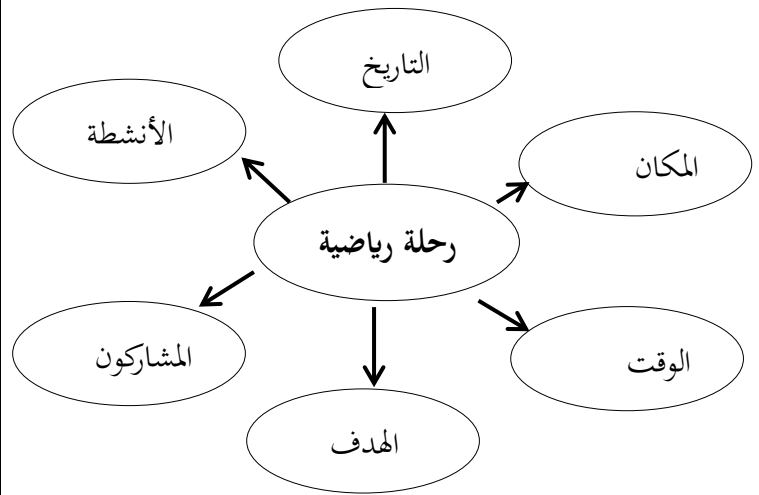 التاريخ
الأنشطة
المكان
رحلة رياضية
المشاركون
الوقت
الهدف